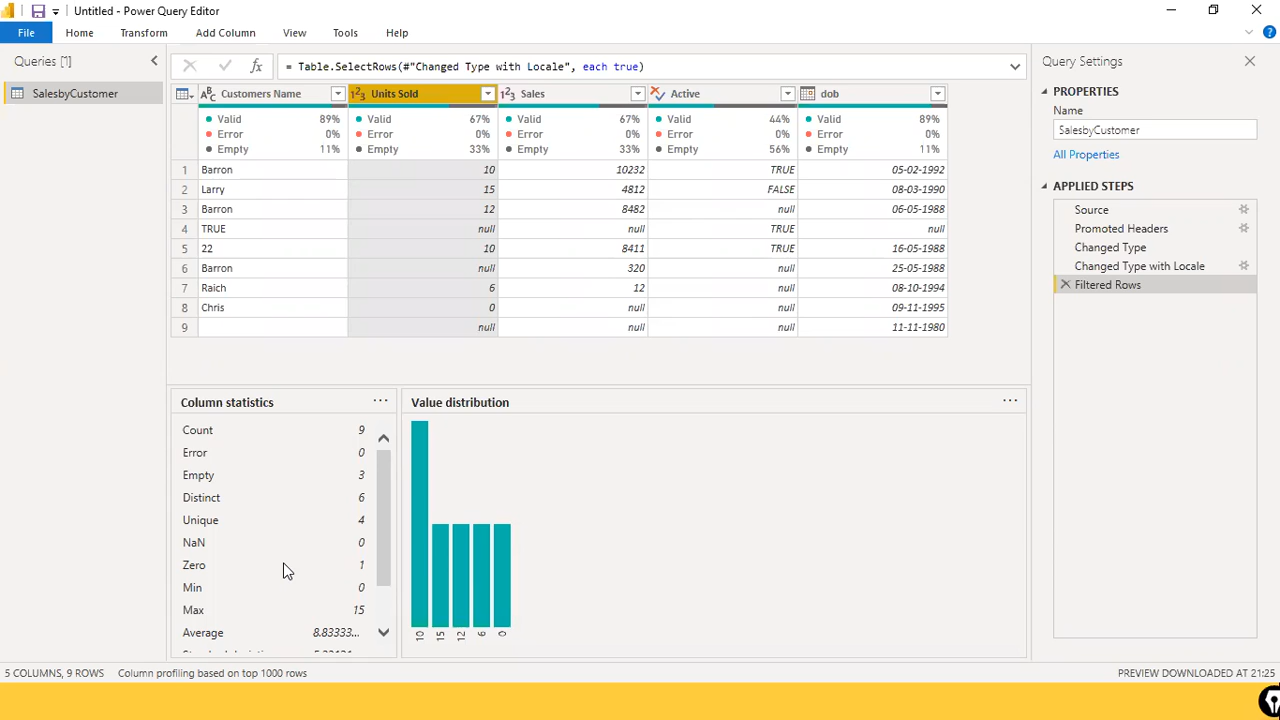 Untitled - Power Query Editor
File Home Transform Add Column View Tools Help
Queries [1]
SalesbyCustomer
fx = Table.SelectRows(#"Changed Type with Locale", each true)
ABC Customers Name 123 Units Sold 123 Sales Active dob
Valid 89% Valid 67% Valid 67% Valid 44% Valid 89%
Error 0% Error 0% Error 0% Error 0% Error 0%
Empty 11% Empty 33% Empty 33% Empty 56% Empty 11%
1 Barron 10 10232 TRUE 05-02-1992
2 Larry 15 4812 FALSE 08-03-1990
3 Barron 12 8482 null 06-05-1988
4 TRUE null null TRUE null
5 22 10 8411 TRUE 16-05-1988
6 Barron null 320 null 25-05-1988
7 Raich 6 12 null 08-10-1994
8 Chris 0 null null 09-11-1995
9 null null null 11-11-1980
Column statistics
Count 9
Error 0
Empty 3
Distinct 6
Unique 4
NaN 0
Zero 1
Min 0
Max 15
Average 8.83333...
Value distribution
10 15 12 6 0
Query Settings
PROPERTIES
Name
SalesbyCustomer
All Properties
APPLIED STEPS
Source
Promoted Headers
Changed Type
Changed Type with Locale
Filtered Rows
5 COLUMNS, 9 ROWS Column profiling based on top 1000 rows
PREVIEW DOWNLOADED AT 21:25